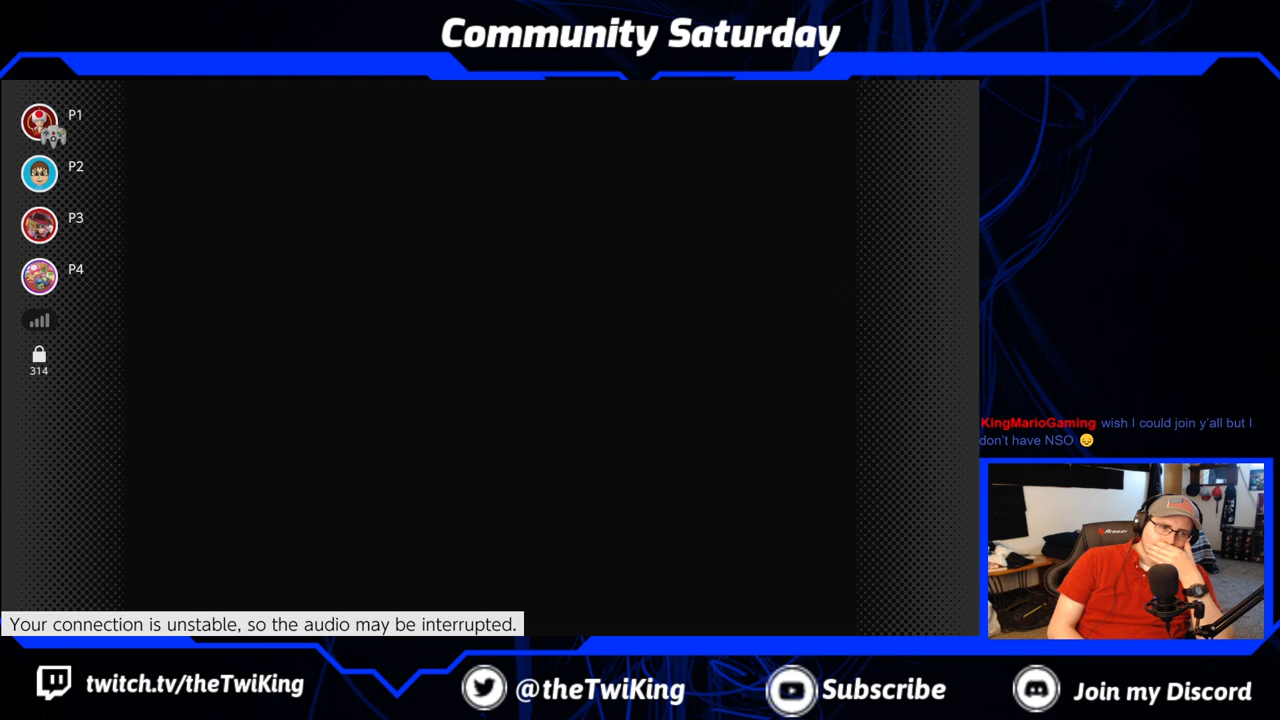 Community Saturday
P1
P2
P3
P4
314
KingMarioGaming wish I could join y'all but I
don't have NSO 😔
Your connection is unstable, so the audio may be interrupted.
twitch.tv/theTwiKing
@theTwiKing
Subscribe
Join my Discord